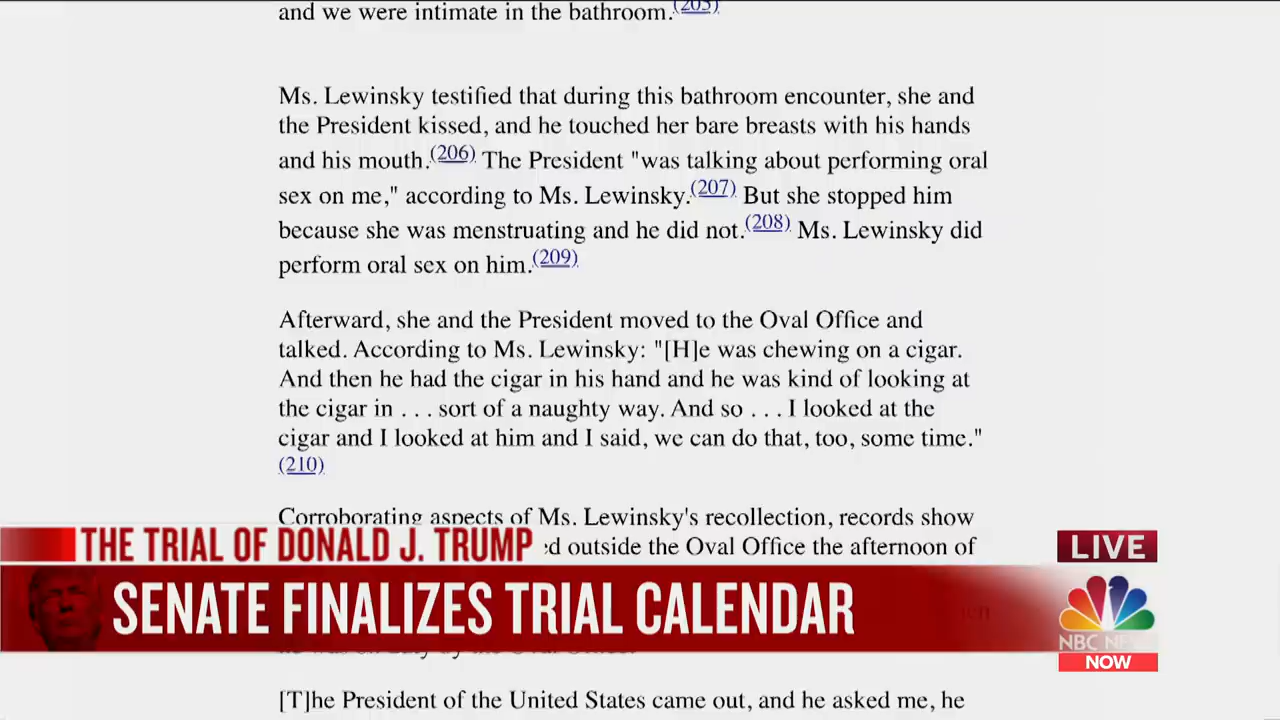 and we were intimate in the bathroom.(205)
Ms. Lewinsky testified that during this bathroom encounter, she and
the President kissed, and he touched her bare breasts with his hands
and his mouth.(206) The President "was talking about performing oral
sex on me," according to Ms. Lewinsky.(207) But she stopped him
because she was menstruating and he did not.(208) Ms. Lewinsky did
perform oral sex on him.(209)
Afterward, she and the President moved to the Oval Office and
talked. According to Ms. Lewinsky: "[H]e was chewing on a cigar.
And then he had the cigar in his hand and he was kind of looking at
the cigar in . . . sort of a naughty way. And so . . . I looked at the
cigar and I looked at him and I said, we can do that, too, some time."
(210)
Corroborating aspects of Ms. Lewinsky's recollection, records show
THE TRIAL OF DONALD J. TRUMP
outside the Oval Office the afternoon of
LIVE
SENATE FINALIZES TRIAL CALENDAR
NBC NEWS
NOW
[T]he President of the United States came out, and he asked me, he